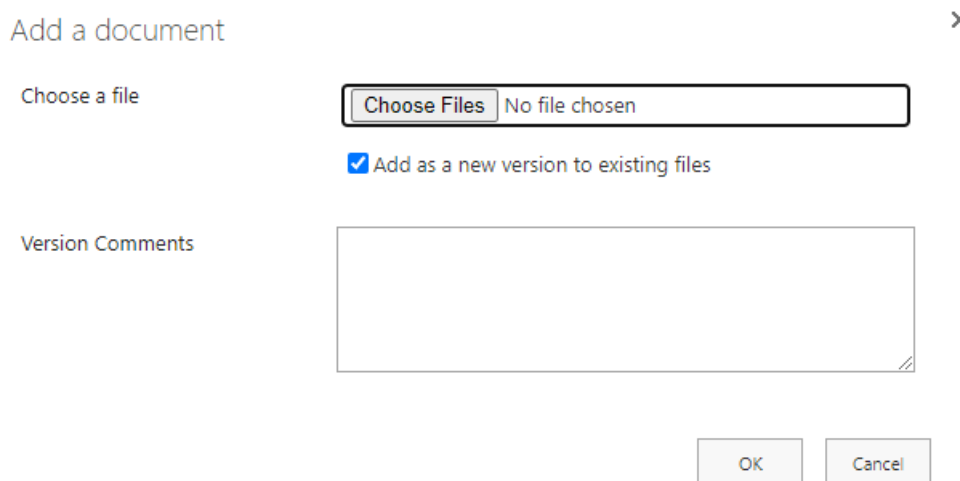 Add a document
Choose a file
Choose Files No file chosen
Add as a new version to existing files
Version Comments
OK Cancel